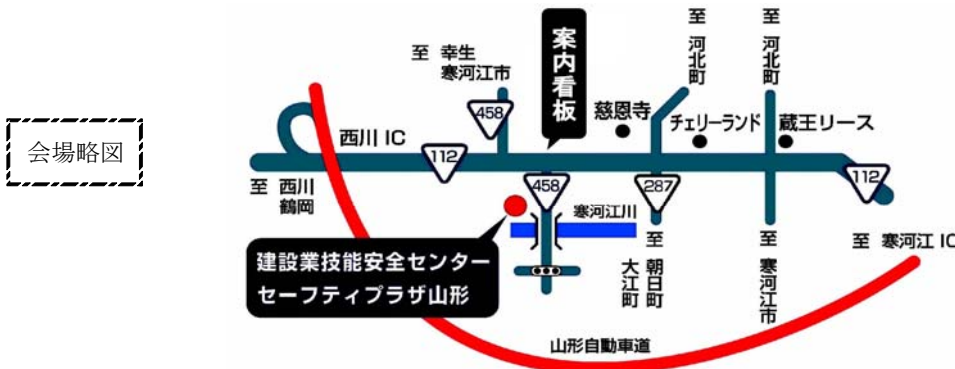 会場略図
至 幸生
寒河江市
案内看板
至 河北町
至 河北町
458
慈恩寺
チェリーランド
蔵王リース
西川 IC
112
至 西川
鶴岡
458
287
112
寒河江川
建設業技能安全センター
セーフティプラザ山形
至 朝日町
大江町
至 寒河江市
至 寒河江 IC
山形自動車道